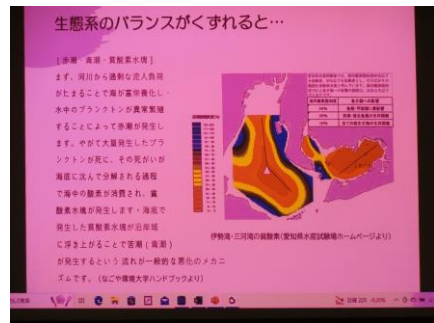 生態系のバランスがくずれると…
[赤潮・青潮・貧酸素水塊]
まず、河川から過剰な流入負荷
がたまることで海が富栄養化し、
水中のプランクトンが異常繁殖
することによって赤潮が発生し
ます。やがて大量発生したプラ
ンクトンが死に、その死がいが
海底に沈んで分解される過程
で海中の酸素が消費され、貧
酸素水塊が発生します。海底で
発生した貧酸素水塊が沿岸域
に浮き上がることで苦潮(青潮)
が発生するという流れが一般的な悪化のメカニ
ズムです。(なごや環境大学ハンドブックより)
伊勢湾・三河湾の貧酸素(愛知県水産試験場ホームページより)
日経 225 -0.20%